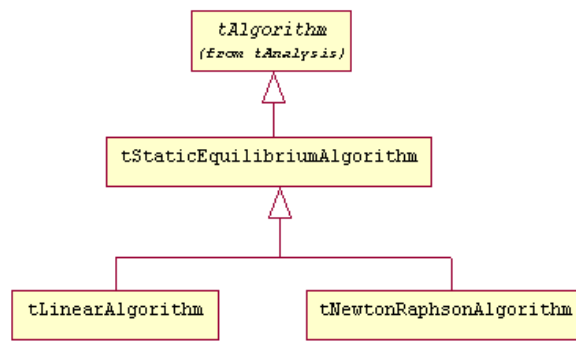 tAlgorithm
(from tAnalysis)
tStaticEquilibriumAlgorithm
tLinearAlgorithm
tNewtonRaphsonAlgorithm